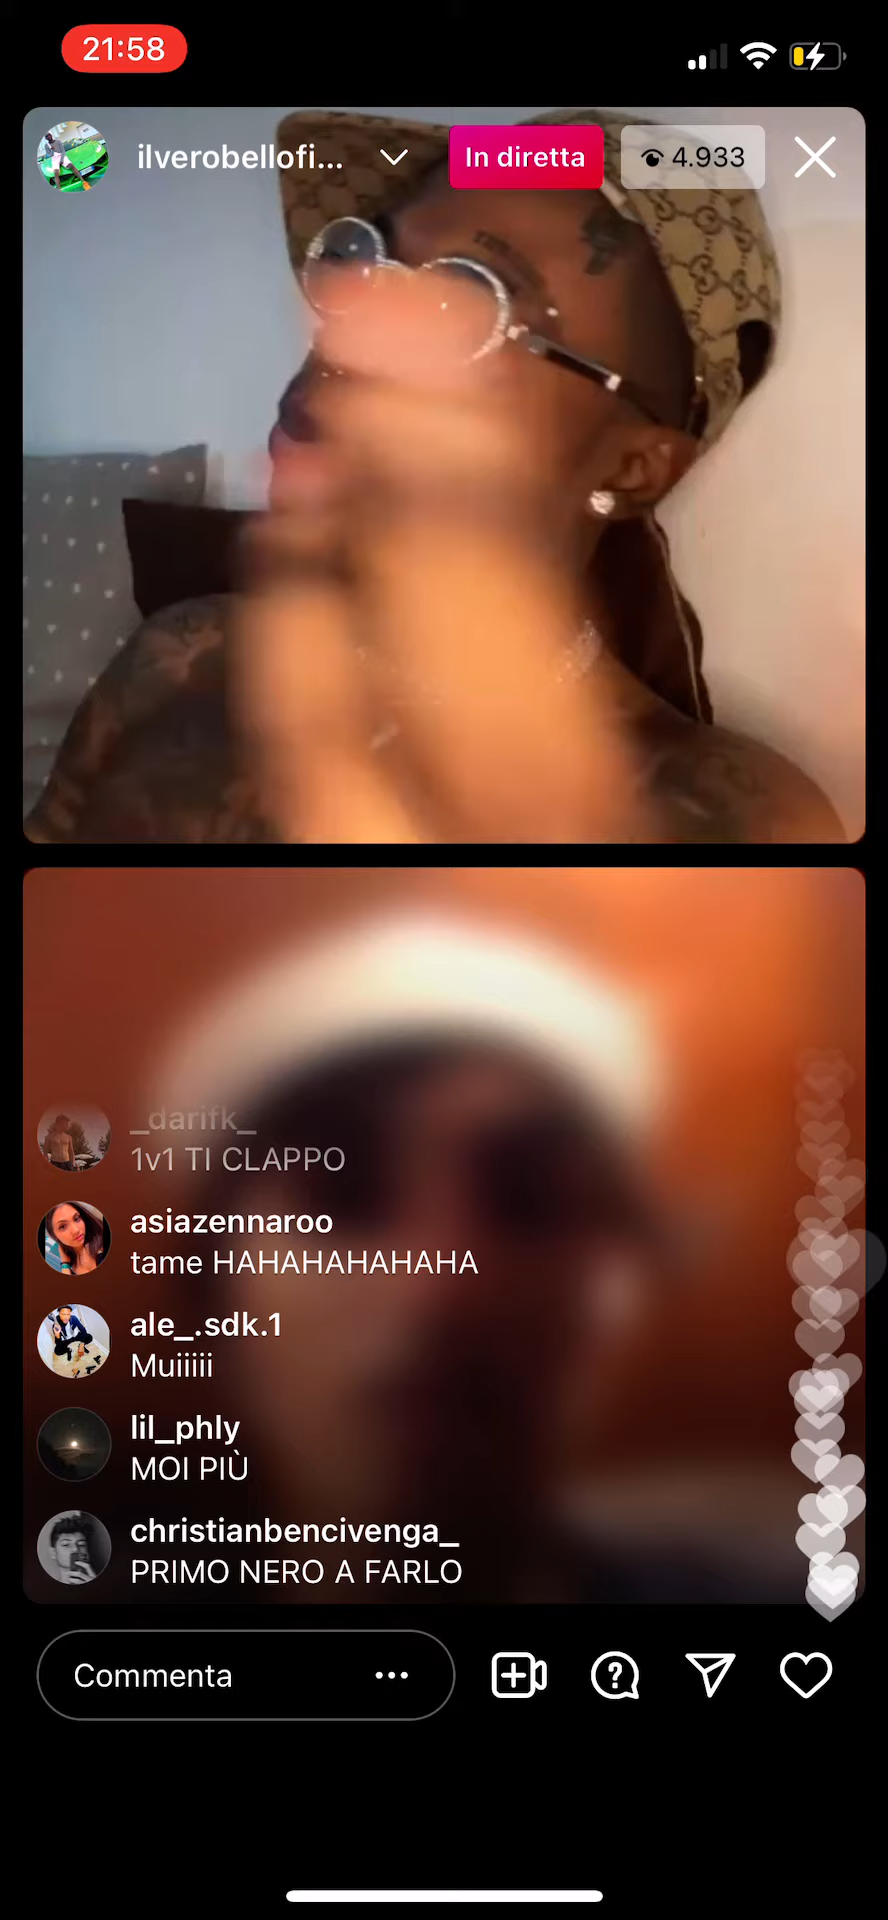 21:58
ilverobellofi...
In diretta
4.933
_darifk_
1v1 TI CLAPPO
asiazennaroo
tame HAHAHAHAHAHA
ale_.sdk.1
Muiiiii
lil_phly
MOI PIÙ
christianbencivenga_
PRIMO NERO A FARLO
Commenta